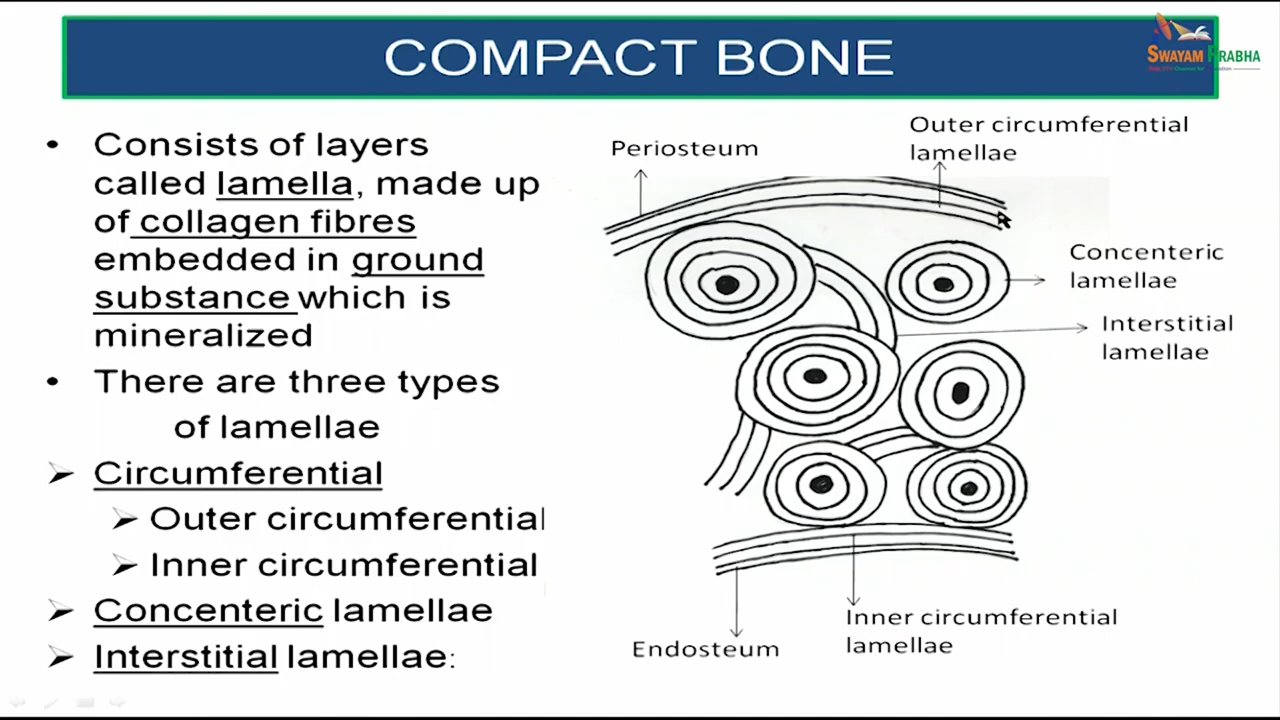 COMPACT BONE
SWAYAM PRABHA
• Consists of layers
called lamella, made up
of collagen fibres
embedded in ground
substance which is
mineralized
• There are three types
of lamellae
➢ Circumferential
➢ Outer circumferential
➢ Inner circumferential
➢ Concenteric lamellae
➢ Interstitial lamellae:
Periosteum
Outer circumferential
lamellae
Concenteric
lamellae
Interstitial
lamellae
Inner circumferential
lamellae
Endosteum